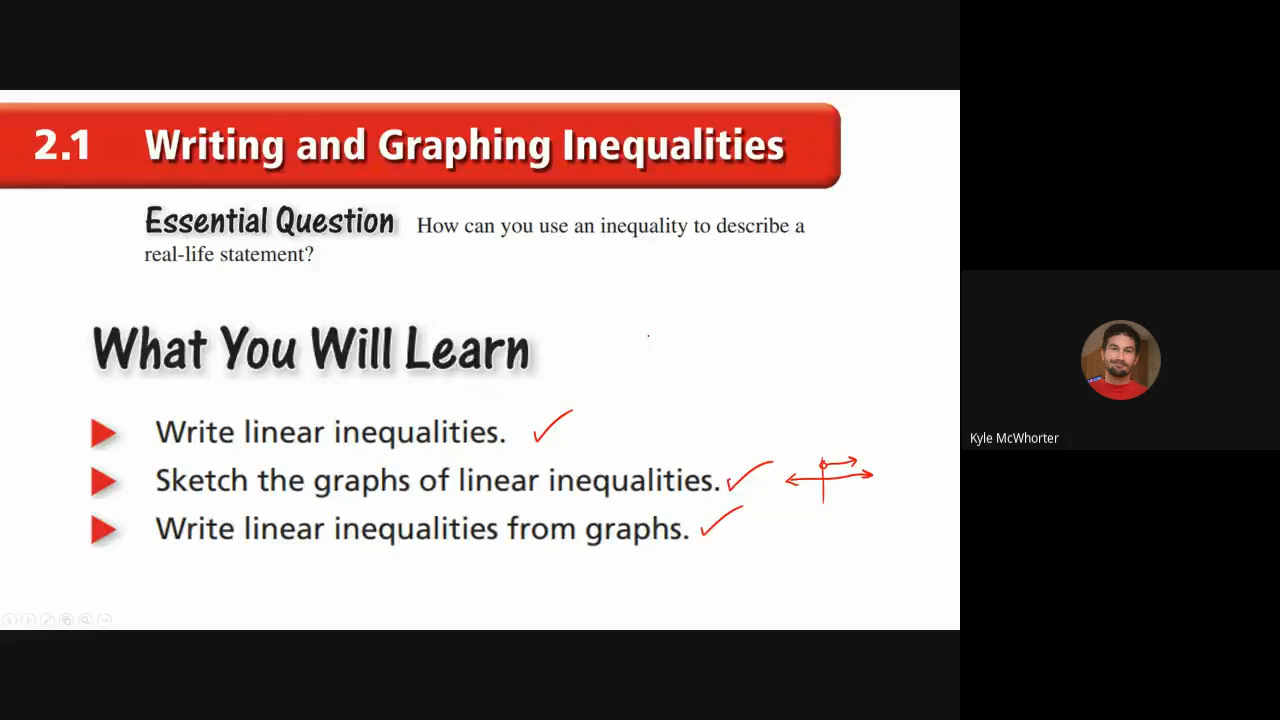 2.1 Writing and Graphing Inequalities
Essential Question How can you use an inequality to describe a
real-life statement?
What You Will Learn
Write linear inequalities.
Sketch the graphs of linear inequalities.
Write linear inequalities from graphs.
Kyle McWhorter